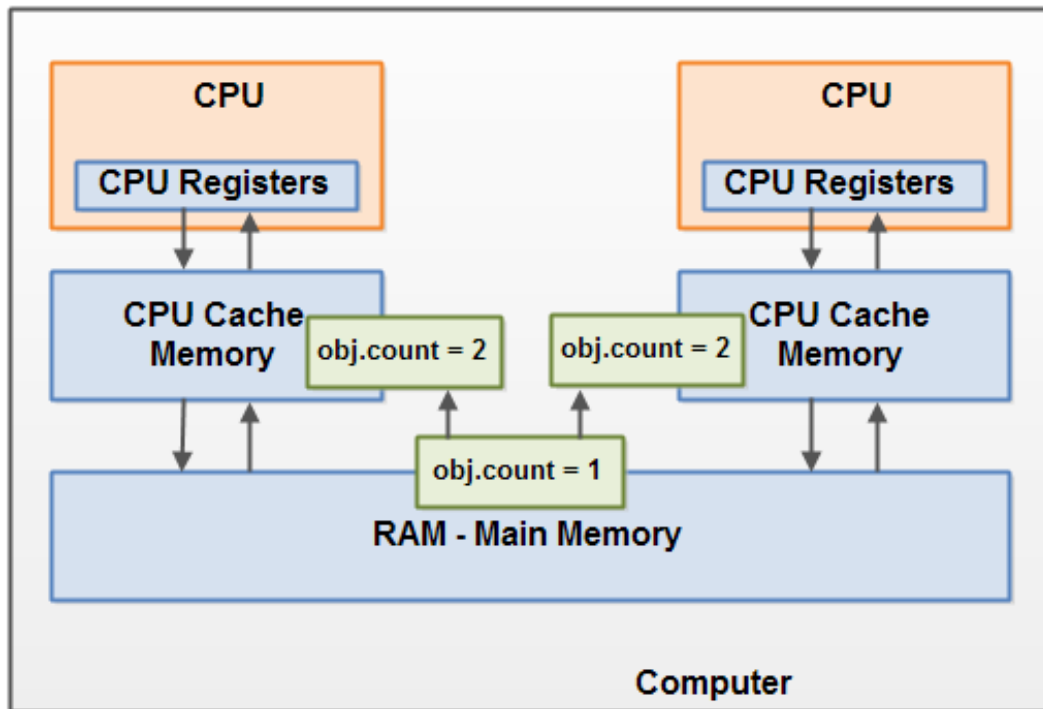 CPU
CPU
CPU Registers
CPU Registers
CPU Cache
Memory
obj.count = 2
obj.count = 2
CPU Cache
Memory
obj.count = 1
RAM - Main Memory
Computer